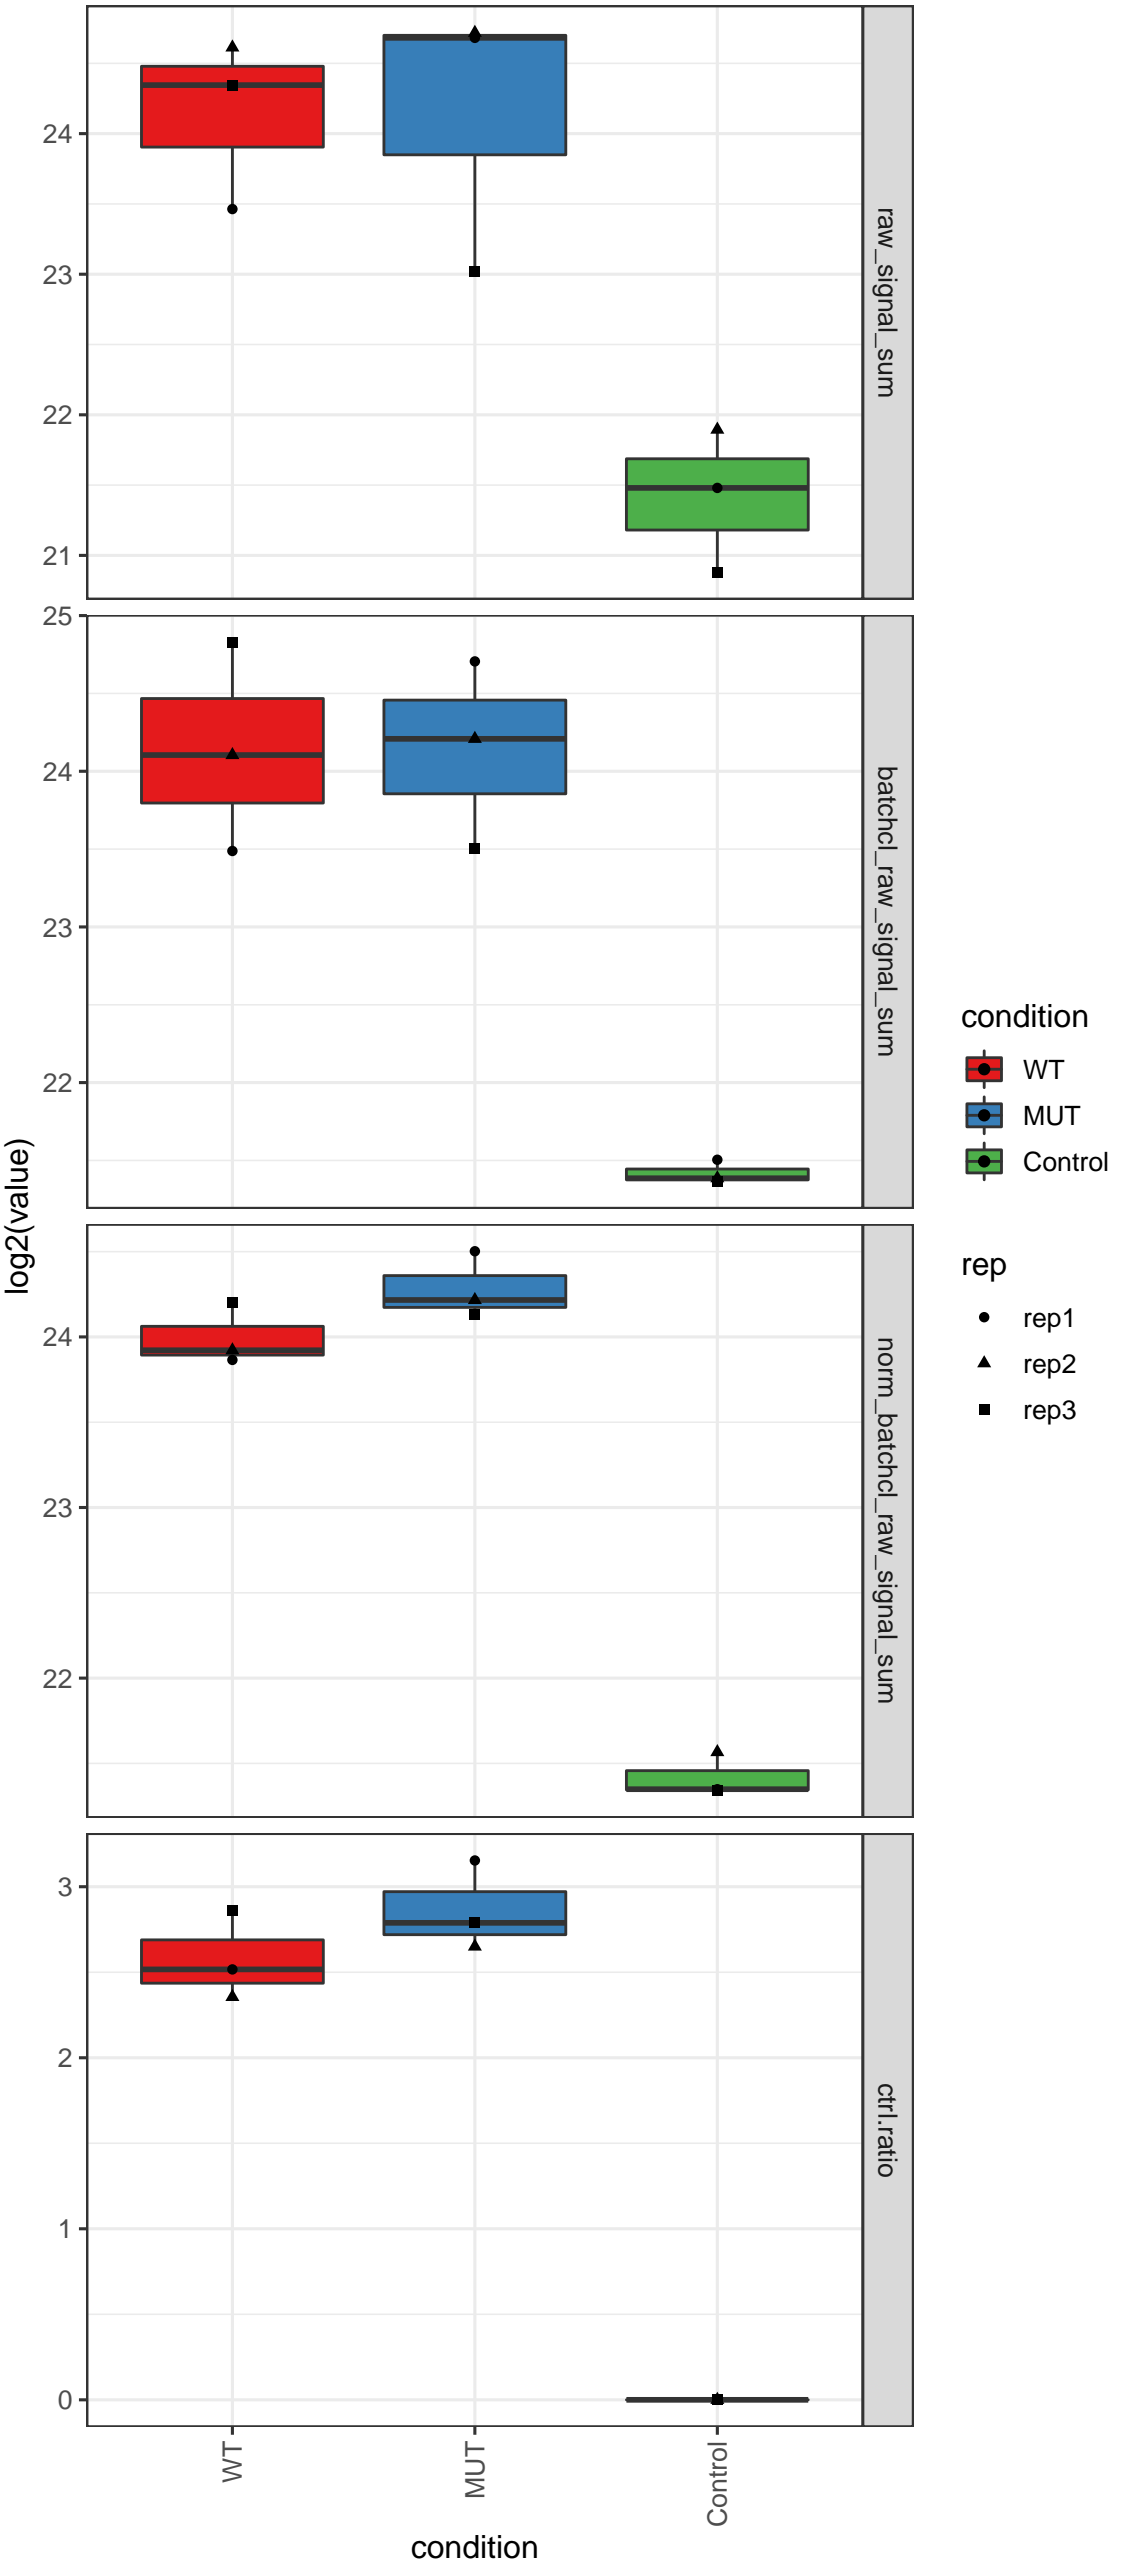 log2(value)
24
23
22
21
raw_signal_sum
25
24
23
22
batchcl_raw_signal_sum
24
23
22
norm_batchcl_raw_signal_sum
3
2
1
0
ctrl.ratio
WT
MUT
Control
condition
condition
WT
MUT
Control
rep
rep1
rep2
rep3